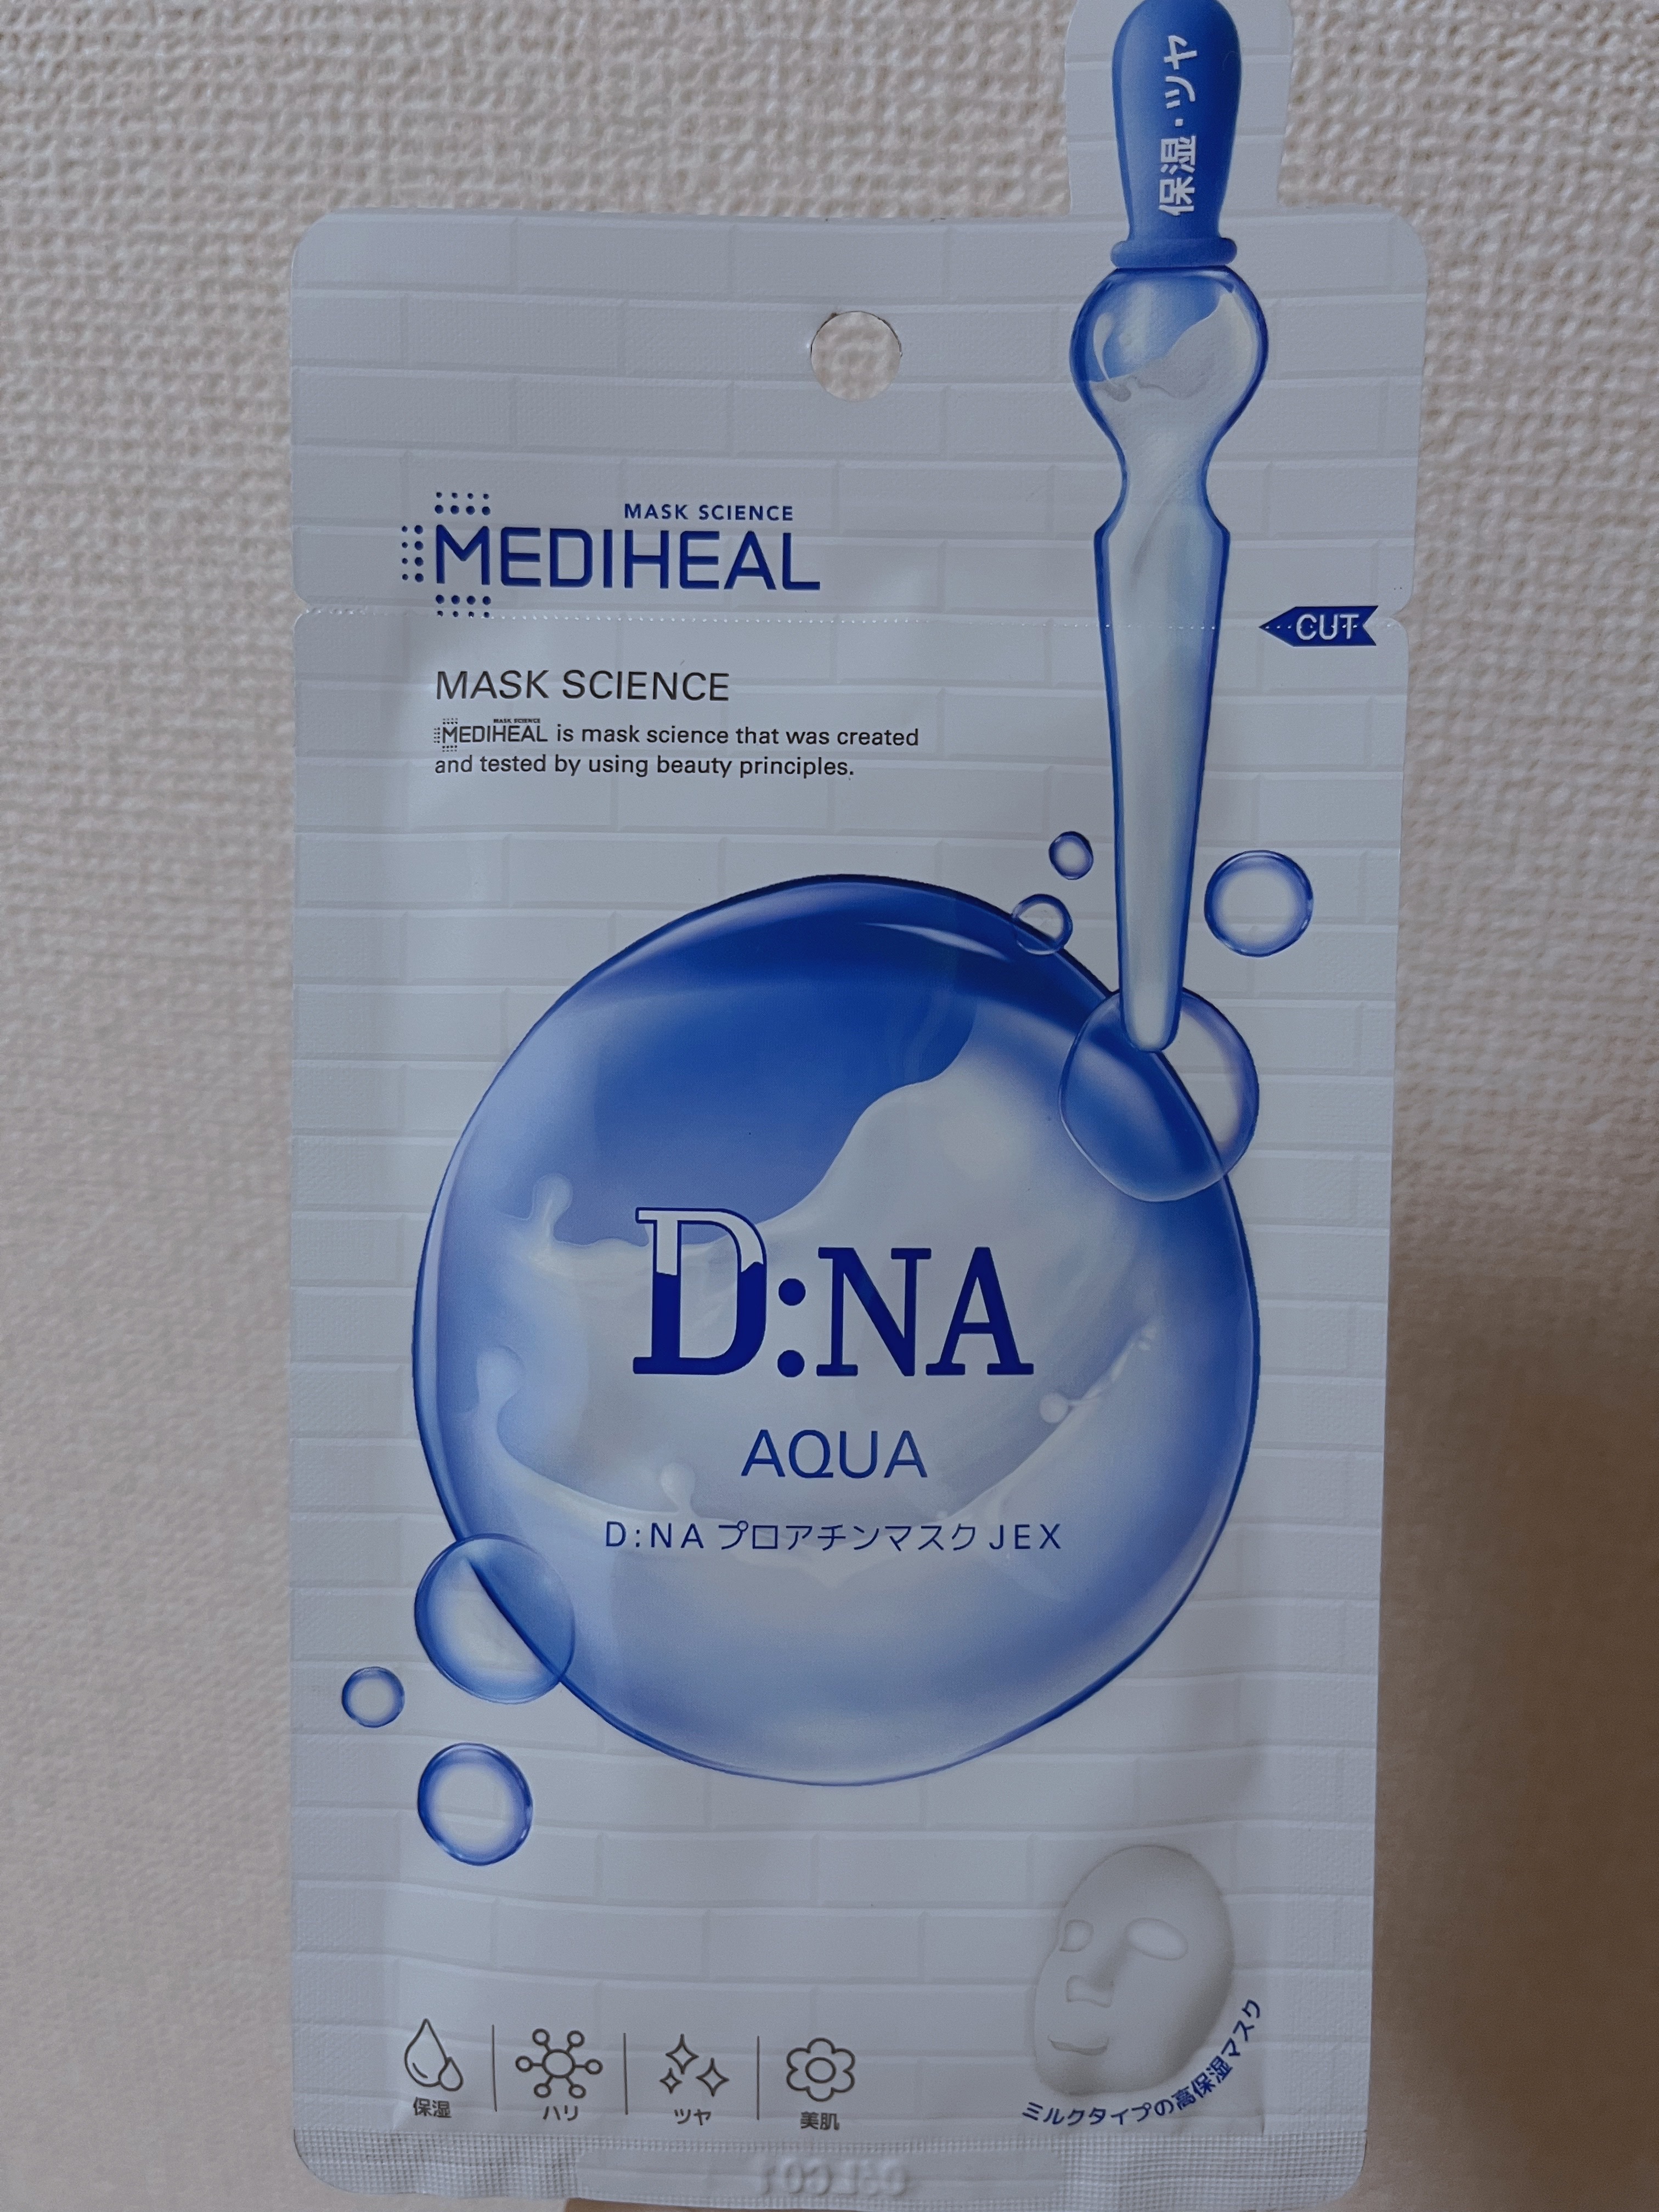 保湿・ツヤ
MASK SCIENCE
MEDIHEAL
CUT
MASK SCIENCE
MASK SCIENCE
MEDIHEAL is mask science that was created
and tested by using beauty principles.
D:NA
AQUA
D:NA プロアチンマスク JEX
ミルクタイプの高保湿マスク
保湿
ハリ
ツヤ
美肌